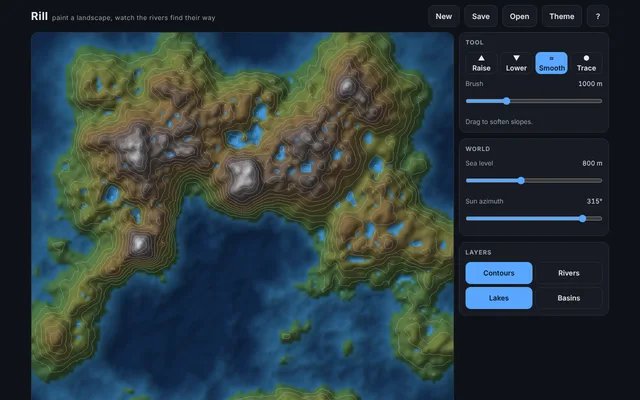 Rill paint a landscape, watch the rivers find their way
New Save Open Theme ?
TOOL
▲ ▼ ≈ ●
Raise Lower Smooth Trace
Brush 1000 m
Drag to soften slopes.
WORLD
Sea level 800 m
Sun azimuth 315°
LAYERS
Contours Rivers
Lakes Basins